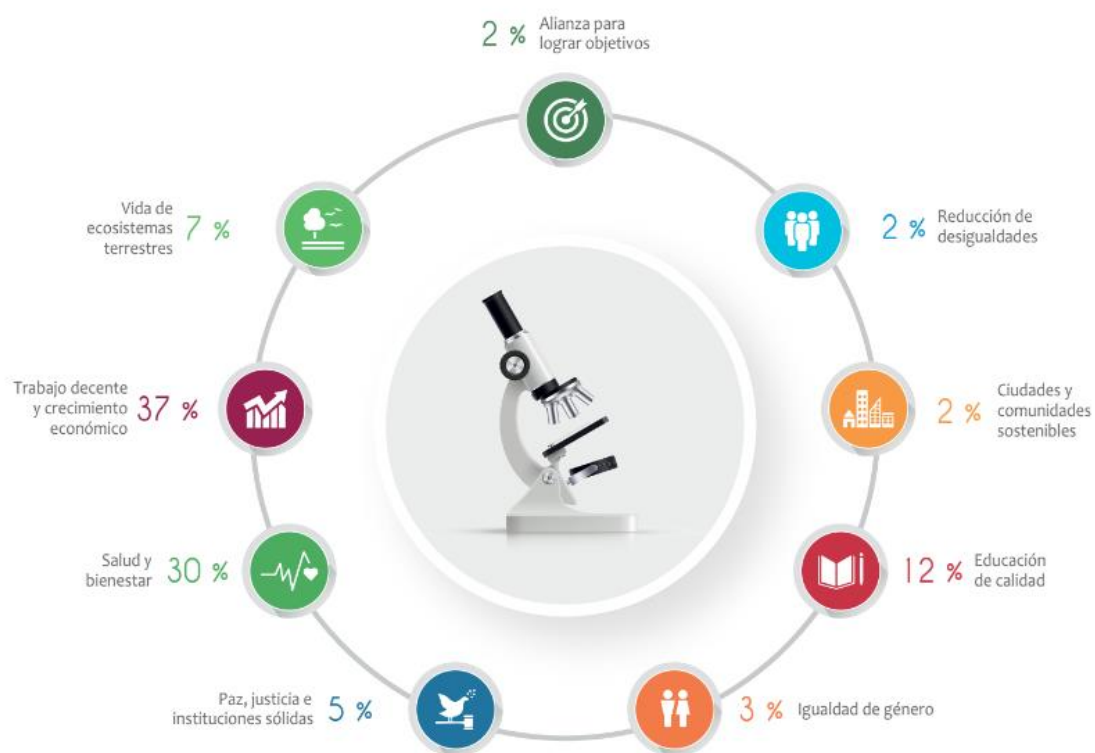 2 %
Alianza para
lograr objetivos
2 %
Reducción de
desigualdades
2 %
Ciudades y
comunidades
sostenibles
12 %
Educación
de calidad
3 %
Igualdad de género
Paz, justicia e
instituciones sólidas
5 %
Salud y
bienestar
30 %
Trabajo decente
y crecimiento
económico
37 %
Vida de
ecosistemas
terrestres
7 %